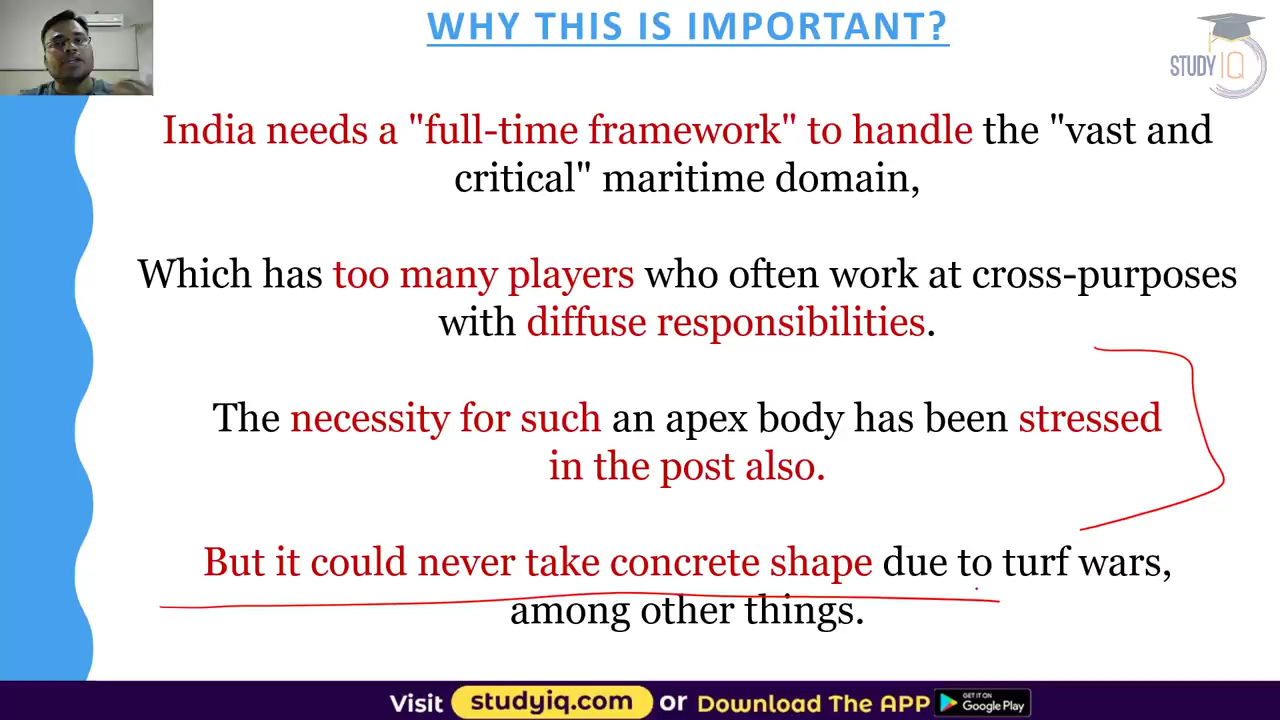 WHY THIS IS IMPORTANT?
STUDY IQ
India needs a "full-time framework" to handle the "vast and
critical" maritime domain,
Which has too many players who often work at cross-purposes
with diffuse responsibilities.
The necessity for such an apex body has been stressed
in the post also.
But it could never take concrete shape due to turf wars,
among other things.
Visit studyiq.com or Download The APP GET IT ON Google Play